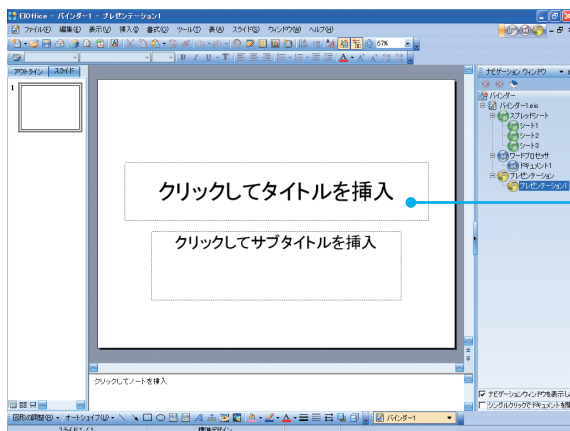 EIOffice - バインダー1 - プレゼンテーション1
ファイル(F) 編集(E) 表示(V) 挿入(I) 書式(O) ツール(T) 表(A) スライド(S) ウィンドウ(W) ヘルプ(H)
67%
アウトライン スライド
ナビゲーション ウィンドウ
1
バインダー
バインダー1.eio
スプレッドシート
シート1
シート2
シート3
ワードプロセッサ
ドキュメント1
プレゼンテーション
プレゼンテーション1
クリックしてタイトルを挿入
クリックしてサブタイトルを挿入
クリックしてノートを挿入
ナビゲーションウィンドウを表示し
シングルクリックでドキュメントを開
図形の調整(R) オートシェイプ(U) バインダー1
スライド1 / 1 標準デザイン